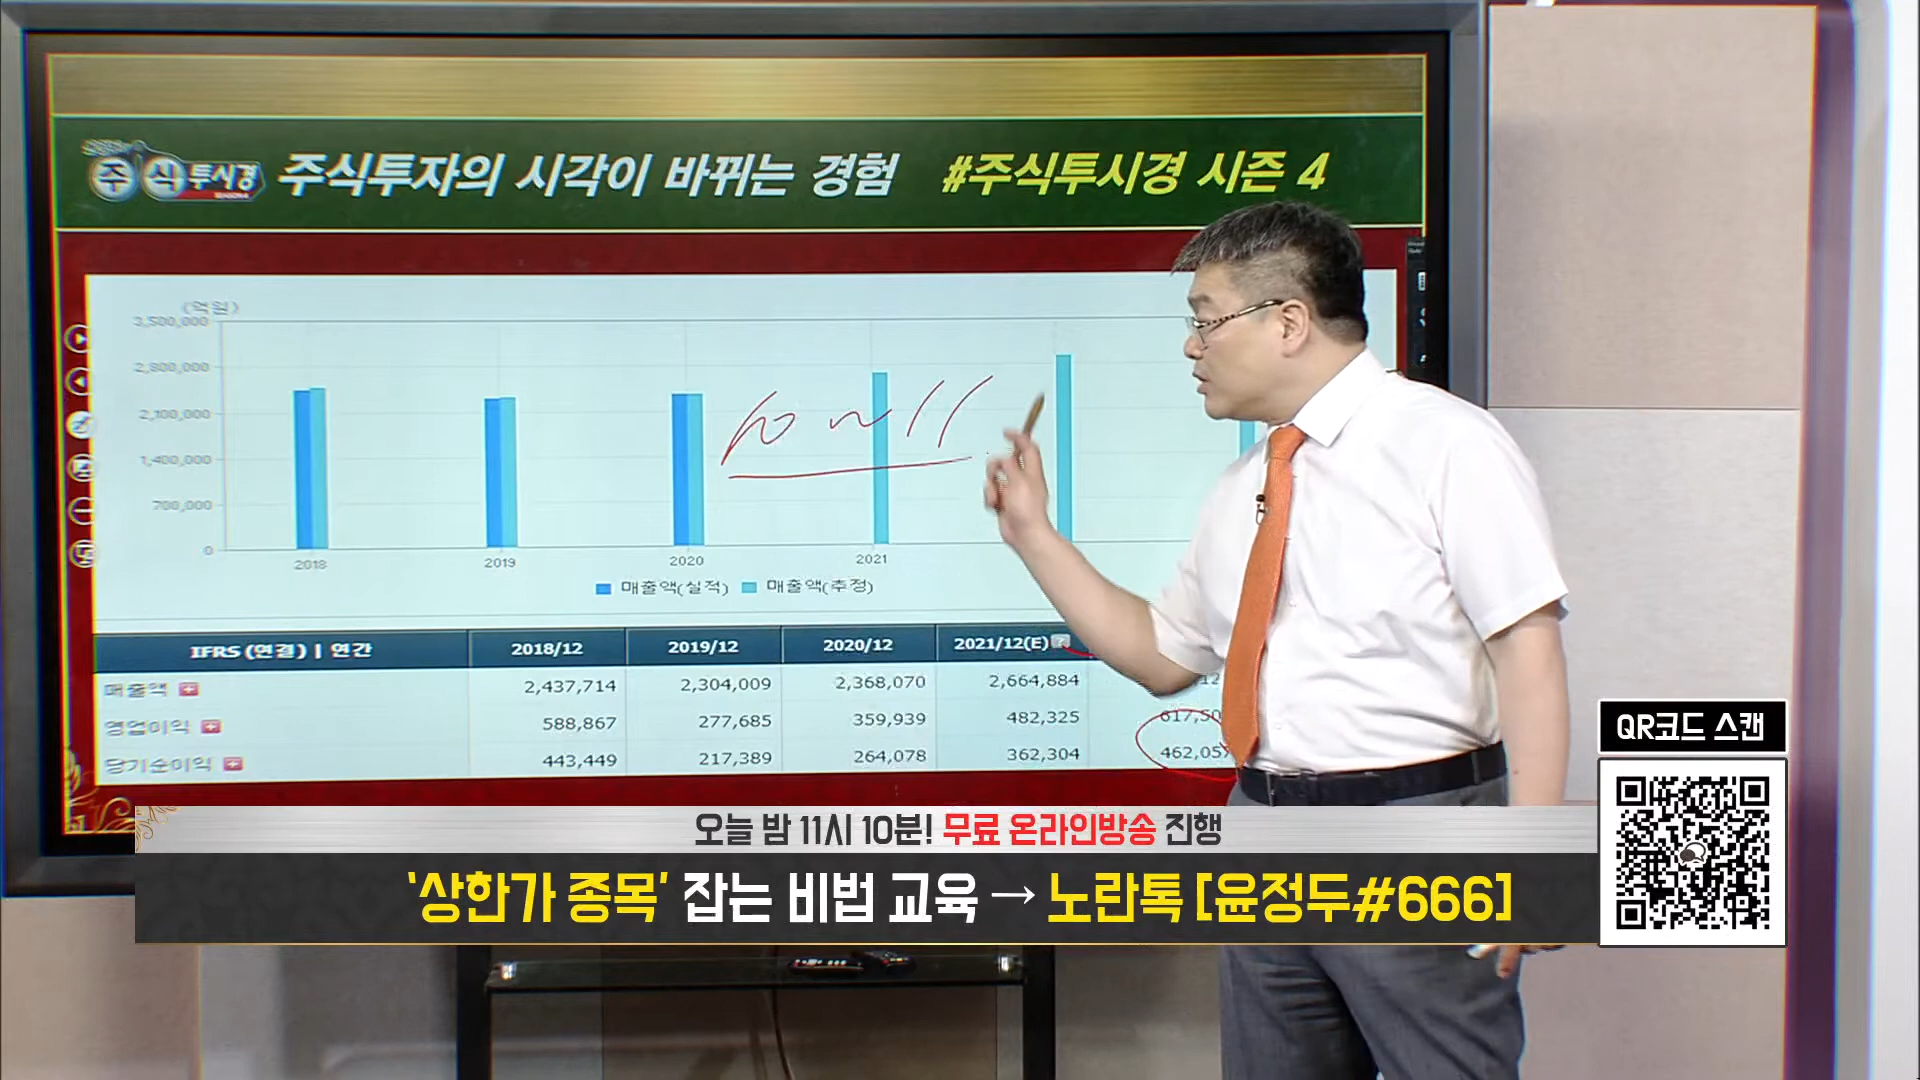 주식투시경
주식투자의 시각이 바뀌는 경험 #주식투시경 시즌 4
(억원)
3,500,000
2,800,000
2,100,000
1,400,000
700,000
0
2018 2019 2020 2021
매출액(실적) 매출액(추정)
IFRS(연결) | 연간 2018/12 2019/12 2020/12 2021/12(E)
매출액 2,437,714 2,304,009 2,368,070 2,664,884
영업이익 588,867 277,685 359,939 482,325
당기순이익 443,449 217,389 264,078 362,304 462,057
QR코드 스캔
오늘 밤 11시 10분! 무료 온라인방송 진행
‘상한가 종목’ 잡는 비법 교육 → 노란톡 [윤정두#666]